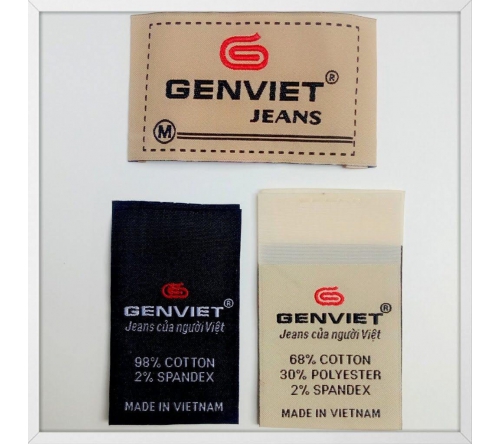 GENVIET®
JEANS
M
GENVIET®
Jeans của người Việt
98% COTTON
2% SPANDEX
MADE IN VIETNAM
GENVIET®
Jeans của người Việt
68% COTTON
30% POLYESTER
2% SPANDEX
MADE IN VIETNAM